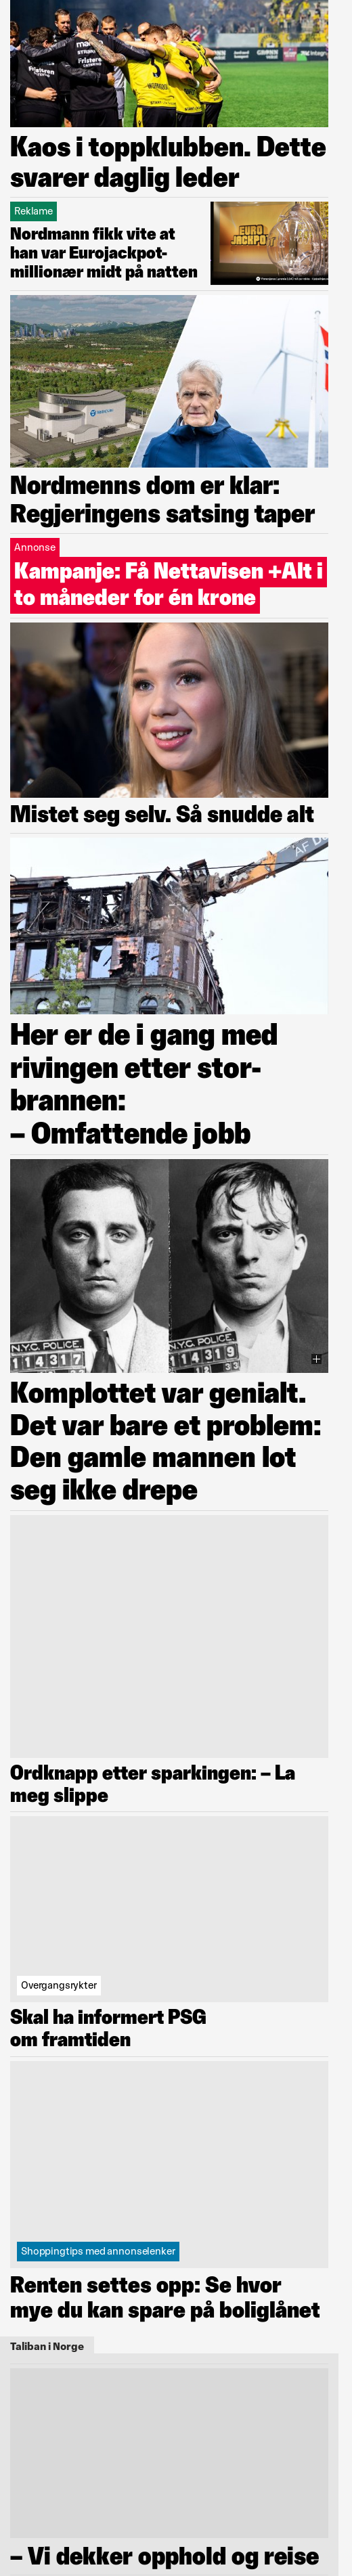 Kaos i toppklubben. Dette
svarer daglig leder
Reklame
Nordmann fikk vite at
han var Eurojackpot-
millionær midt på natten
EURO
JACKPOT
Nordmenns dom er klar:
Regjeringens satsing taper
Annonse
Kampanje: Få Nettavisen +Alt i
to måneder for én krone
Mistet seg selv. Så snudde alt
AF DE
Her er de i gang med
rivingen etter stor-
brannen:
– Omfattende jobb
N.Y.C. POLICE
114317
N.Y.C. POLICE
114319
Komplottet var genialt.
Det var bare et problem:
Den gamle mannen lot
seg ikke drepe
Ordknapp etter sparkingen: – La
meg slippe
Overgangsrykter
Skal ha informert PSG
om framtiden
Shoppingtips med annonselenker
Renten settes opp: Se hvor
mye du kan spare på boliglånet
Taliban i Norge
– Vi dekker opphold og reise